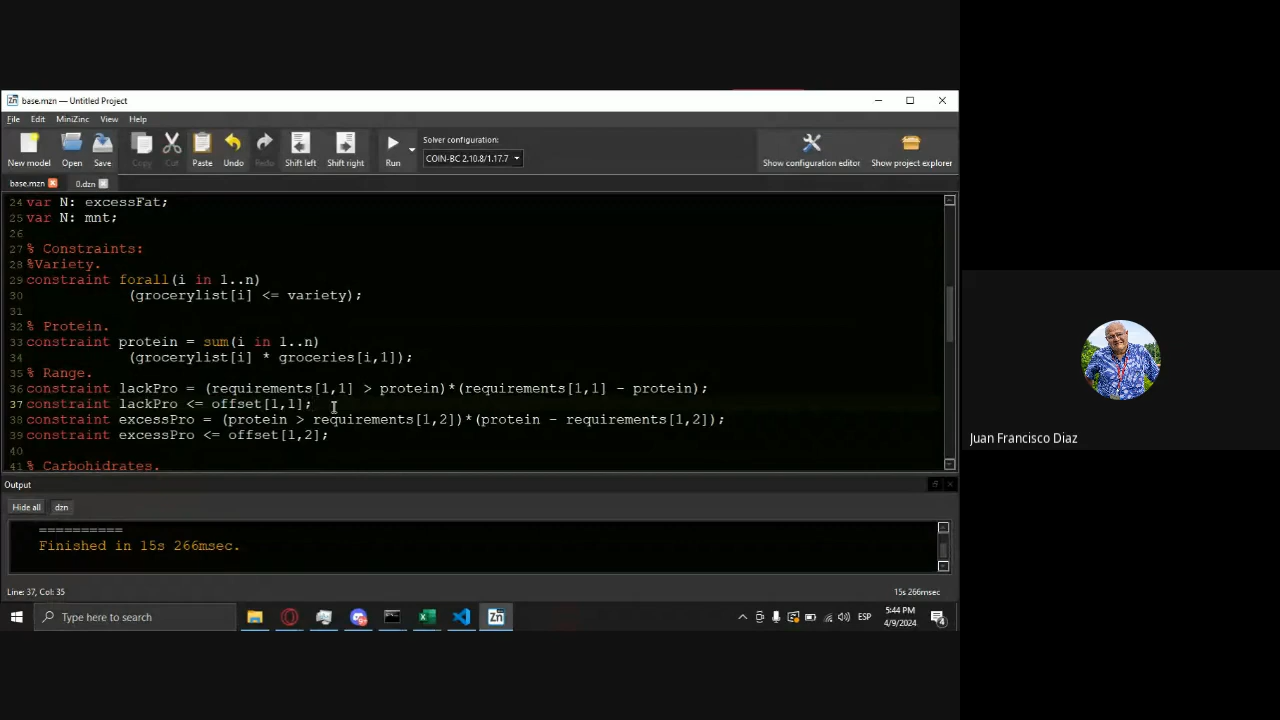 base.mzn — Untitled Project
File Edit MiniZinc View Help
New model Open Save Copy Cut Paste Undo Redo Shift left Shift right Run
Solver configuration:
COIN-BC 2.10.8/1.17.7
Show configuration editor Show project explorer
base.mzn 0.dzn
24 var N: excessFat;
25 var N: mnt;
26
27 % Constraints:
28 %Variety.
29 constraint forall(i in 1..n)
30 (grocerylist[i] <= variety);
31
32 % Protein.
33 constraint protein = sum(i in 1..n)
34 (grocerylist[i] * groceries[i,1]);
35 % Range.
36 constraint lackPro = (requirements[1,1] > protein)*(requirements[1,1] - protein);
37 constraint lackPro <= offset[1,1];
38 constraint excessPro = (protein > requirements[1,2])*(protein - requirements[1,2]);
39 constraint excessPro <= offset[1,2];
40
41 % Carbohidrates.
Output
Hide all dzn
==========
Finished in 15s 266msec.
Line: 37, Col: 35
15s 266msec
Type here to search
Zn
ESP
5:44 PM
4/9/2024
4
Juan Francisco Diaz